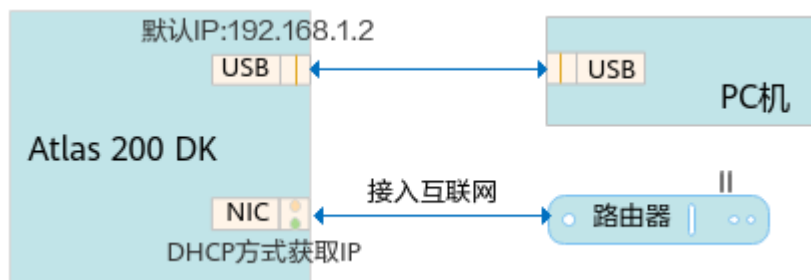 默认IP:192.168.1.2
USB
USB
PC机
Atlas 200 DK
接入互联网
NIC
路由器
DHCP方式获取IP